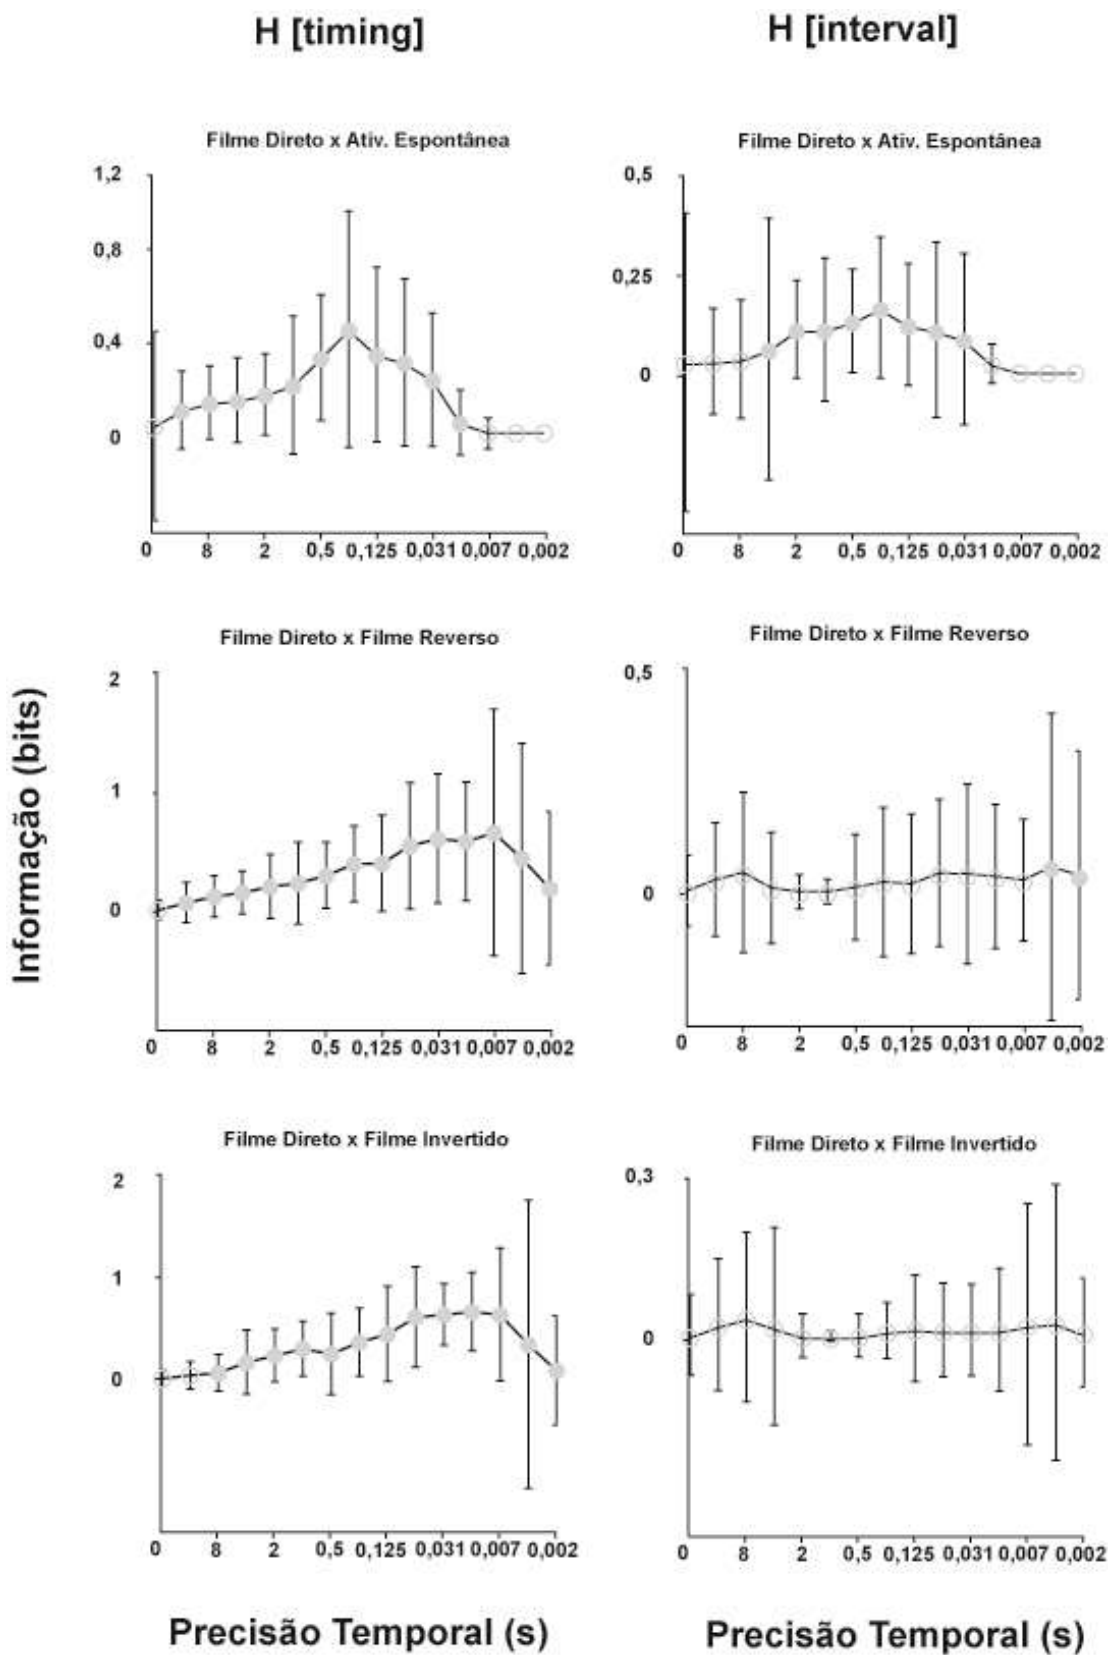 H [timing]
H [interval]
Filme Direto x Ativ. Espontânea
1,2
0,8
0,4
0
0 8 2 0,5 0,125 0,031 0,007 0,002
Filme Direto x Ativ. Espontânea
0,5
0,25
0
0 8 2 0,5 0,125 0,031 0,007 0,002
Informação (bits)
Filme Direto x Filme Reverso
2
1
0
0 8 2 0,5 0,125 0,031 0,007 0,002
Filme Direto x Filme Reverso
0,5
0
0 8 2 0,5 0,125 0,031 0,007 0,002
Filme Direto x Filme Invertido
2
1
0
0 8 2 0,5 0,125 0,031 0,007 0,002
Filme Direto x Filme Invertido
0,3
0
0 8 2 0,5 0,125 0,031 0,007 0,002
Precisão Temporal (s)
Precisão Temporal (s)